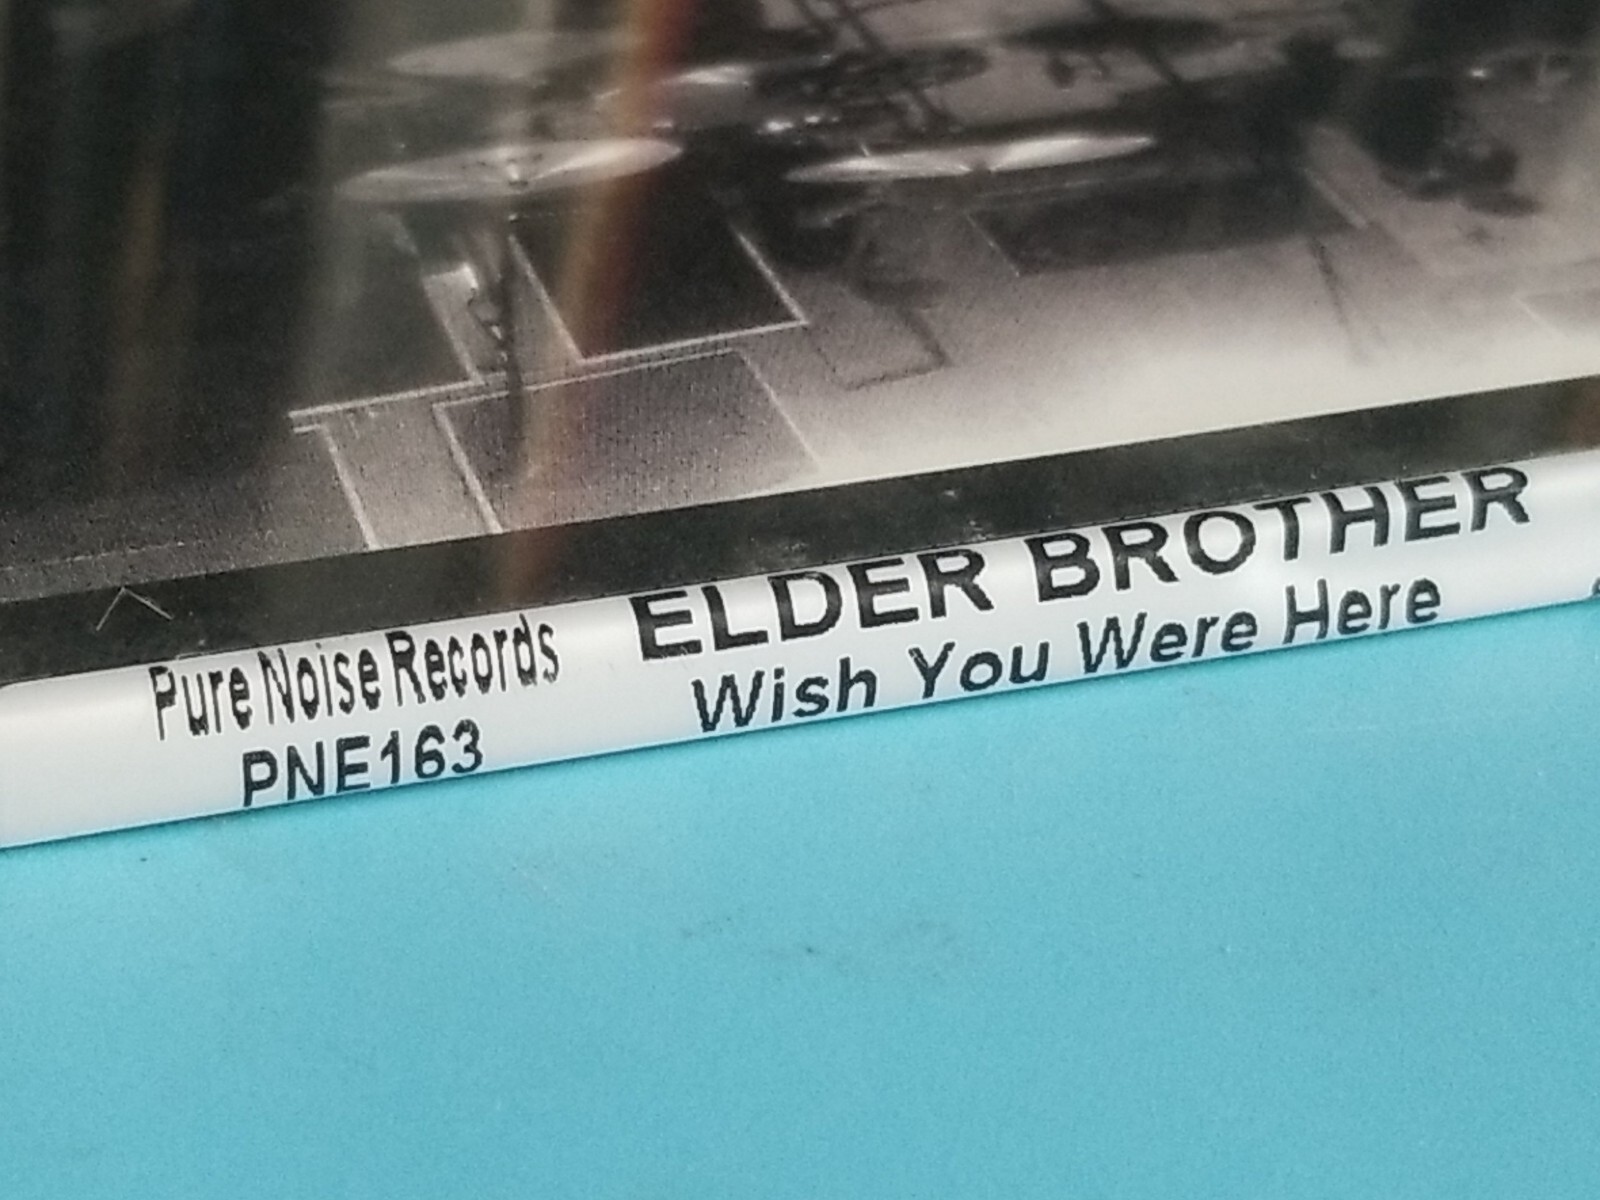 Pure Noise Records
PNE163
ELDER BROTHER
Wish You Were Here